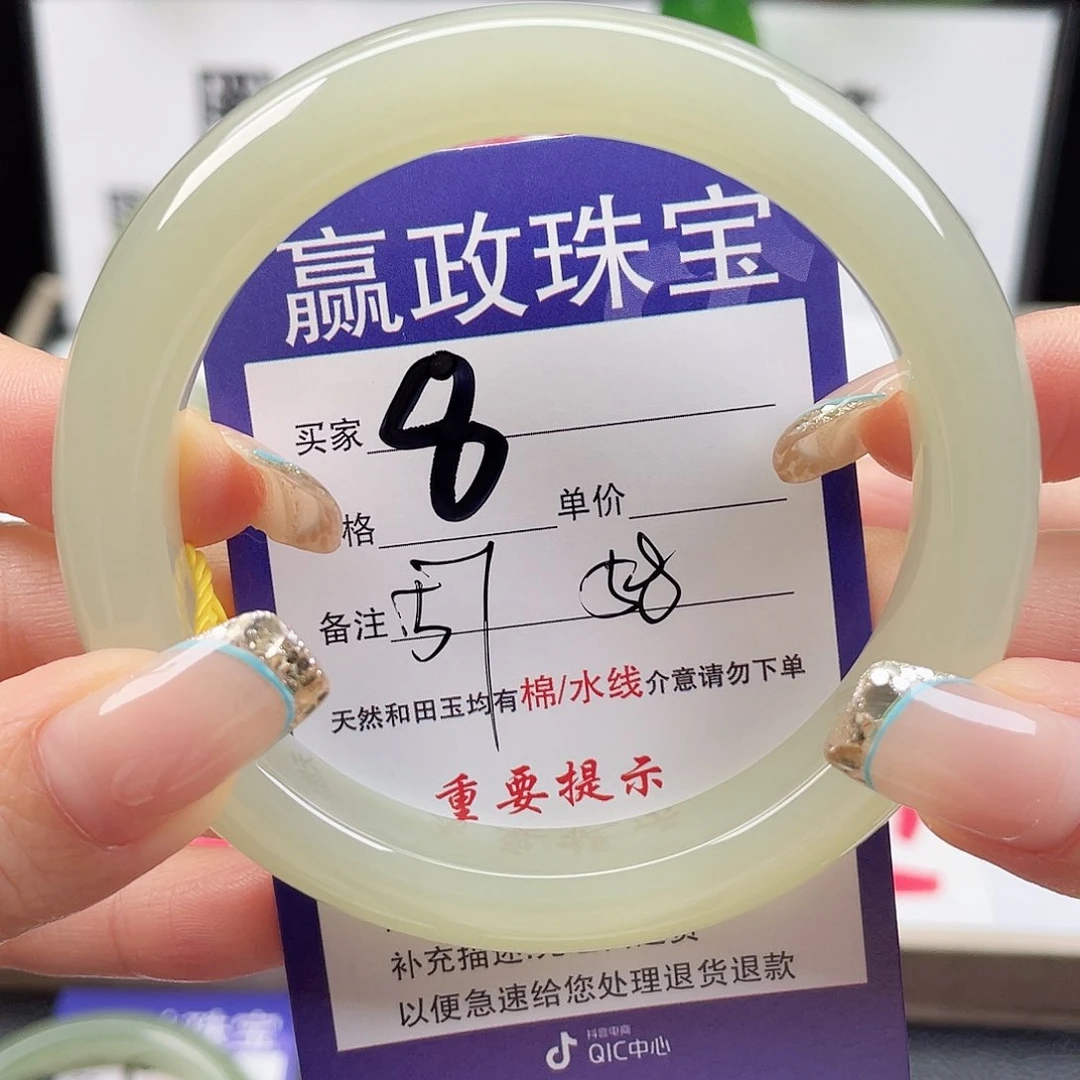 赢政珠宝
买家 8
格 单价
备注 58
天然和田玉均有棉/水线介意请勿下单
重要提示
补充描述
以便急速给您处理退货退款
抖音电商
QIC中心
珠宝